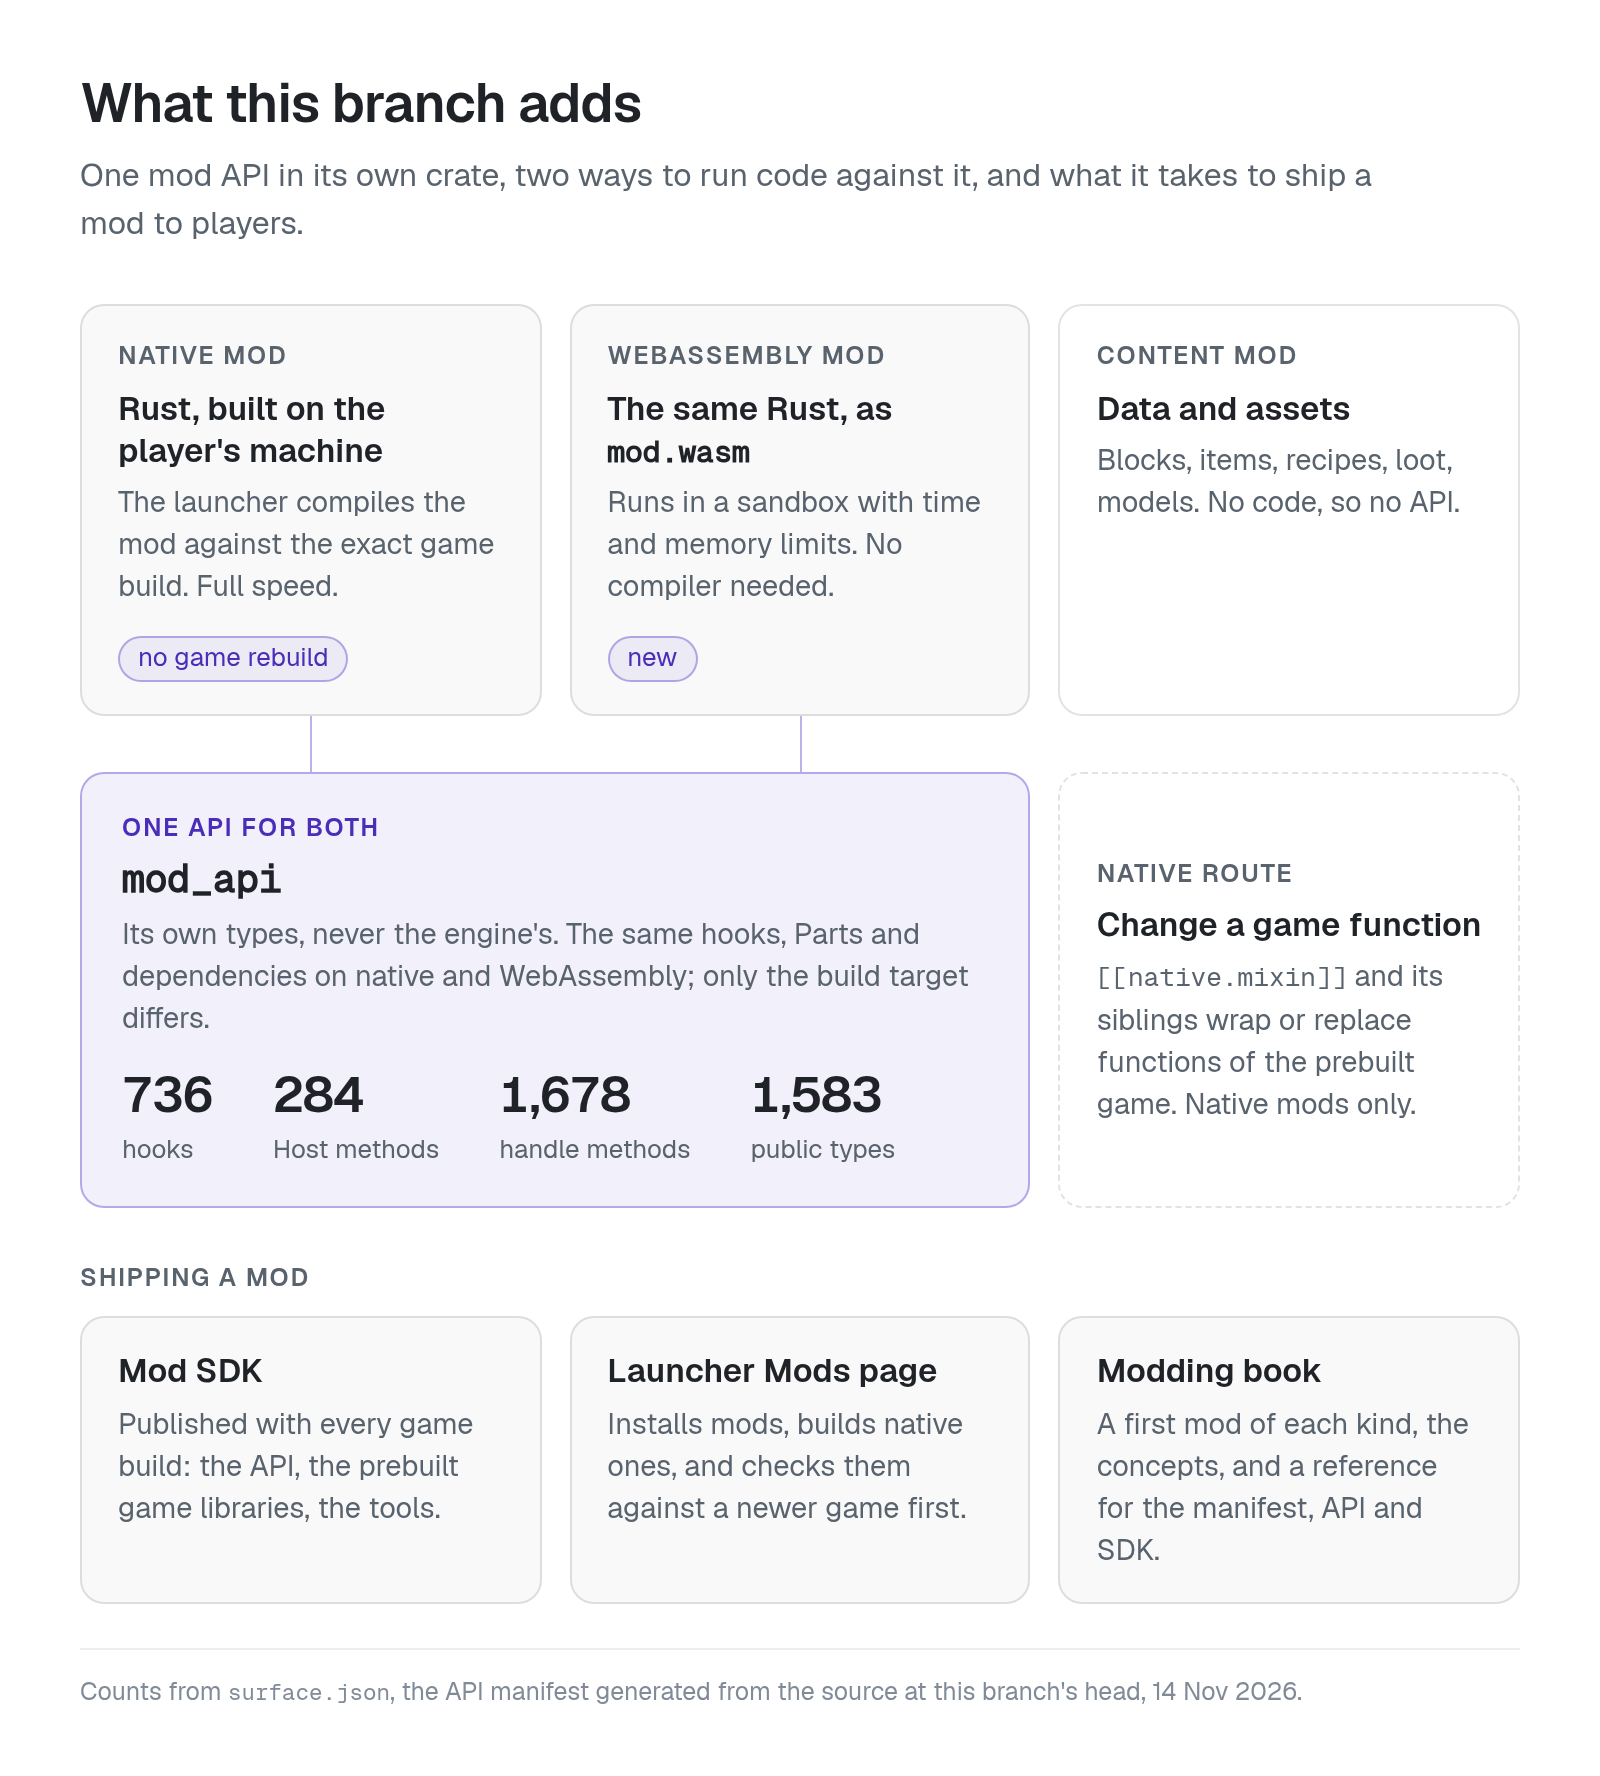 What this branch adds
One mod API in its own crate, two ways to run code against it, and what it takes to ship a
mod to players.
NATIVE MOD
Rust, built on the
player's machine
The launcher compiles the
mod against the exact game
build. Full speed.
no game rebuild
WEBASSEMBLY MOD
The same Rust, as
mod.wasm
Runs in a sandbox with time
and memory limits. No
compiler needed.
new
CONTENT MOD
Data and assets
Blocks, items, recipes, loot,
models. No code, so no API.
ONE API FOR BOTH
mod_api
Its own types, never the engine's. The same hooks, Parts and
dependencies on native and WebAssembly; only the build target
differs.
736
hooks
284
Host methods
1,678
handle methods
1,583
public types
NATIVE ROUTE
Change a game function
[[native.mixin]] and its
siblings wrap or replace
functions of the prebuilt
game. Native mods only.
SHIPPING A MOD
Mod SDK
Published with every game
build: the API, the prebuilt
game libraries, the tools.
Launcher Mods page
Installs mods, builds native
ones, and checks them
against a newer game first.
Modding book
A first mod of each kind, the
concepts, and a reference
for the manifest, API and
SDK.
Counts from surface.json, the API manifest generated from the source at this branch's head, 14 Nov 2026.